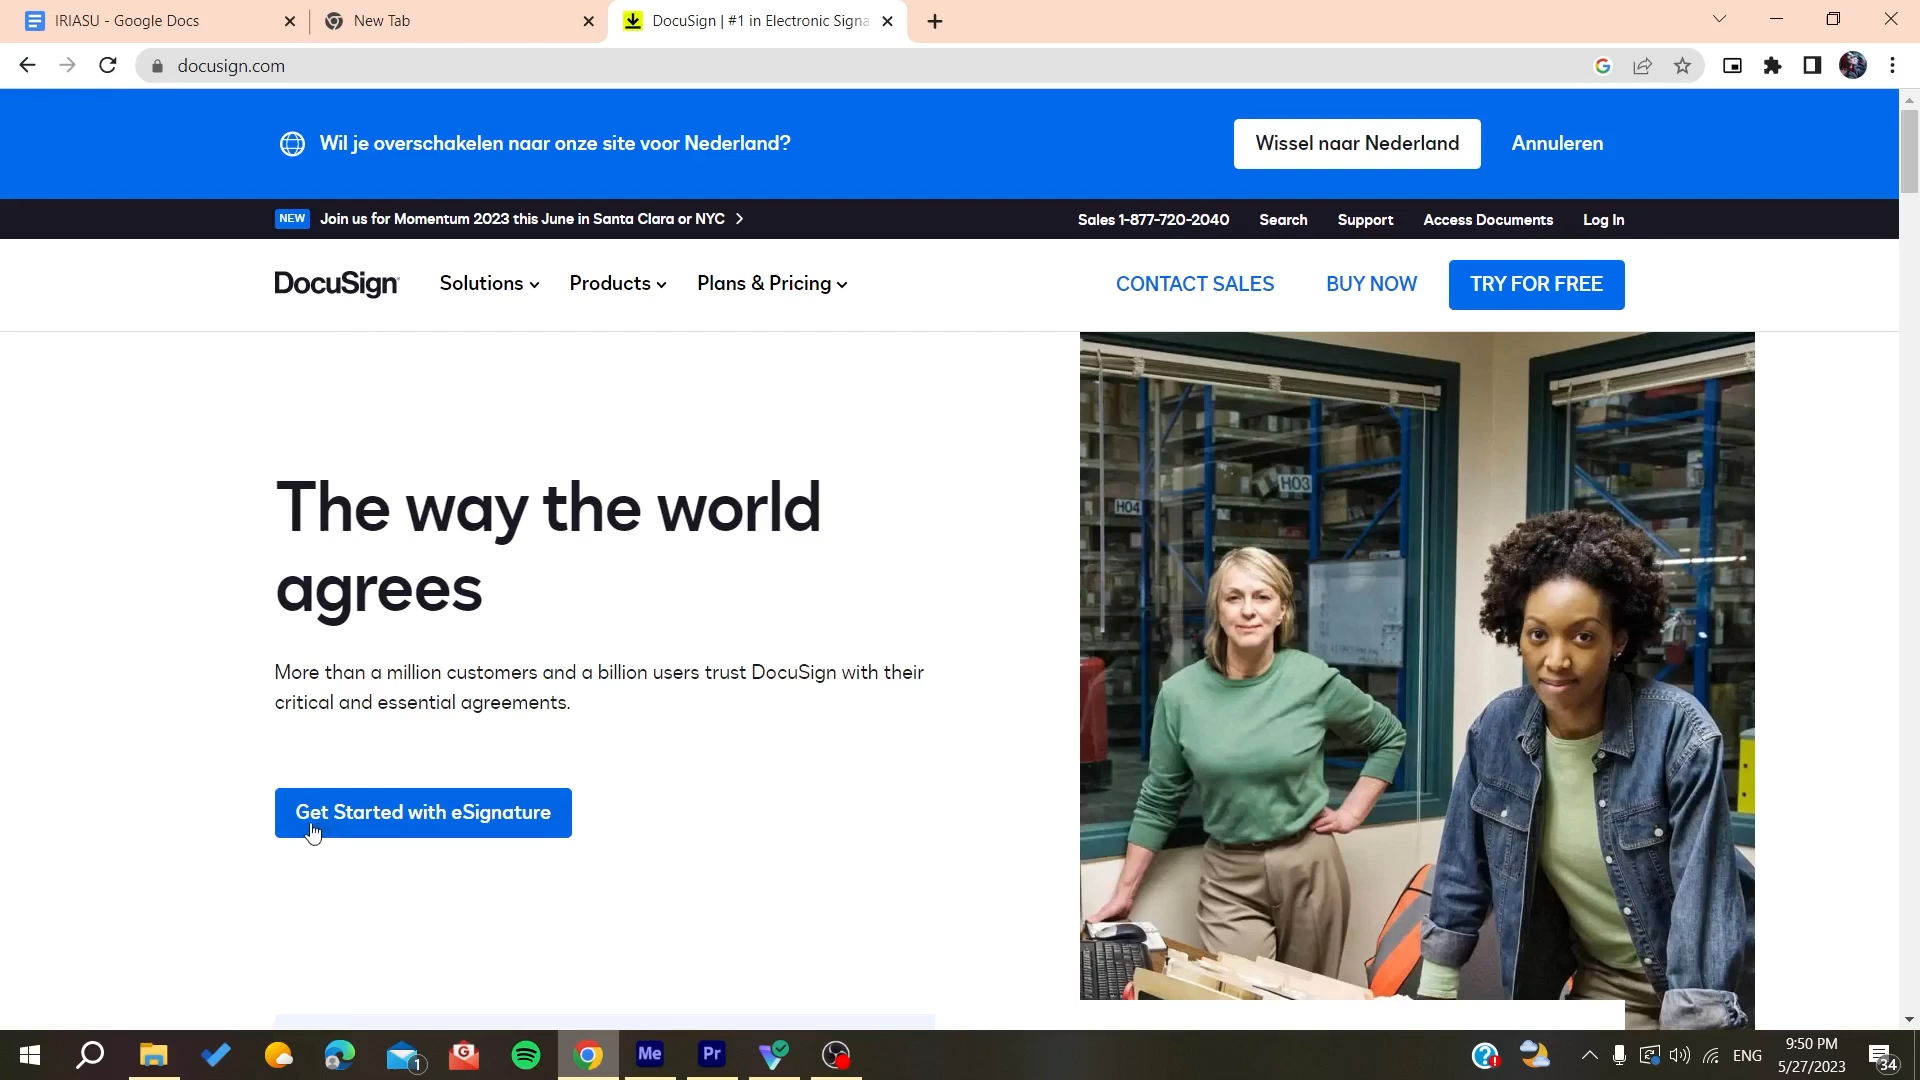 IRIASU - Google Docs
New Tab
DocuSign | #1 in Electronic Signa
docusign.com
Wil je overschakelen naar onze site voor Nederland?
Wissel naar Nederland
Annuleren
NEW
Join us for Momentum 2023 this June in Santa Clara or NYC
Sales 1-877-720-2040
Search
Support
Access Documents
Log In
DocuSign
Solutions
Products
Plans & Pricing
CONTACT SALES
BUY NOW
TRY FOR FREE
The way the world
agrees
More than a million customers and a billion users trust DocuSign with their
critical and essential agreements.
Get Started with eSignature
H03
H04
1
Me
Pr
ENG
9:50 PM
5/27/2023
34